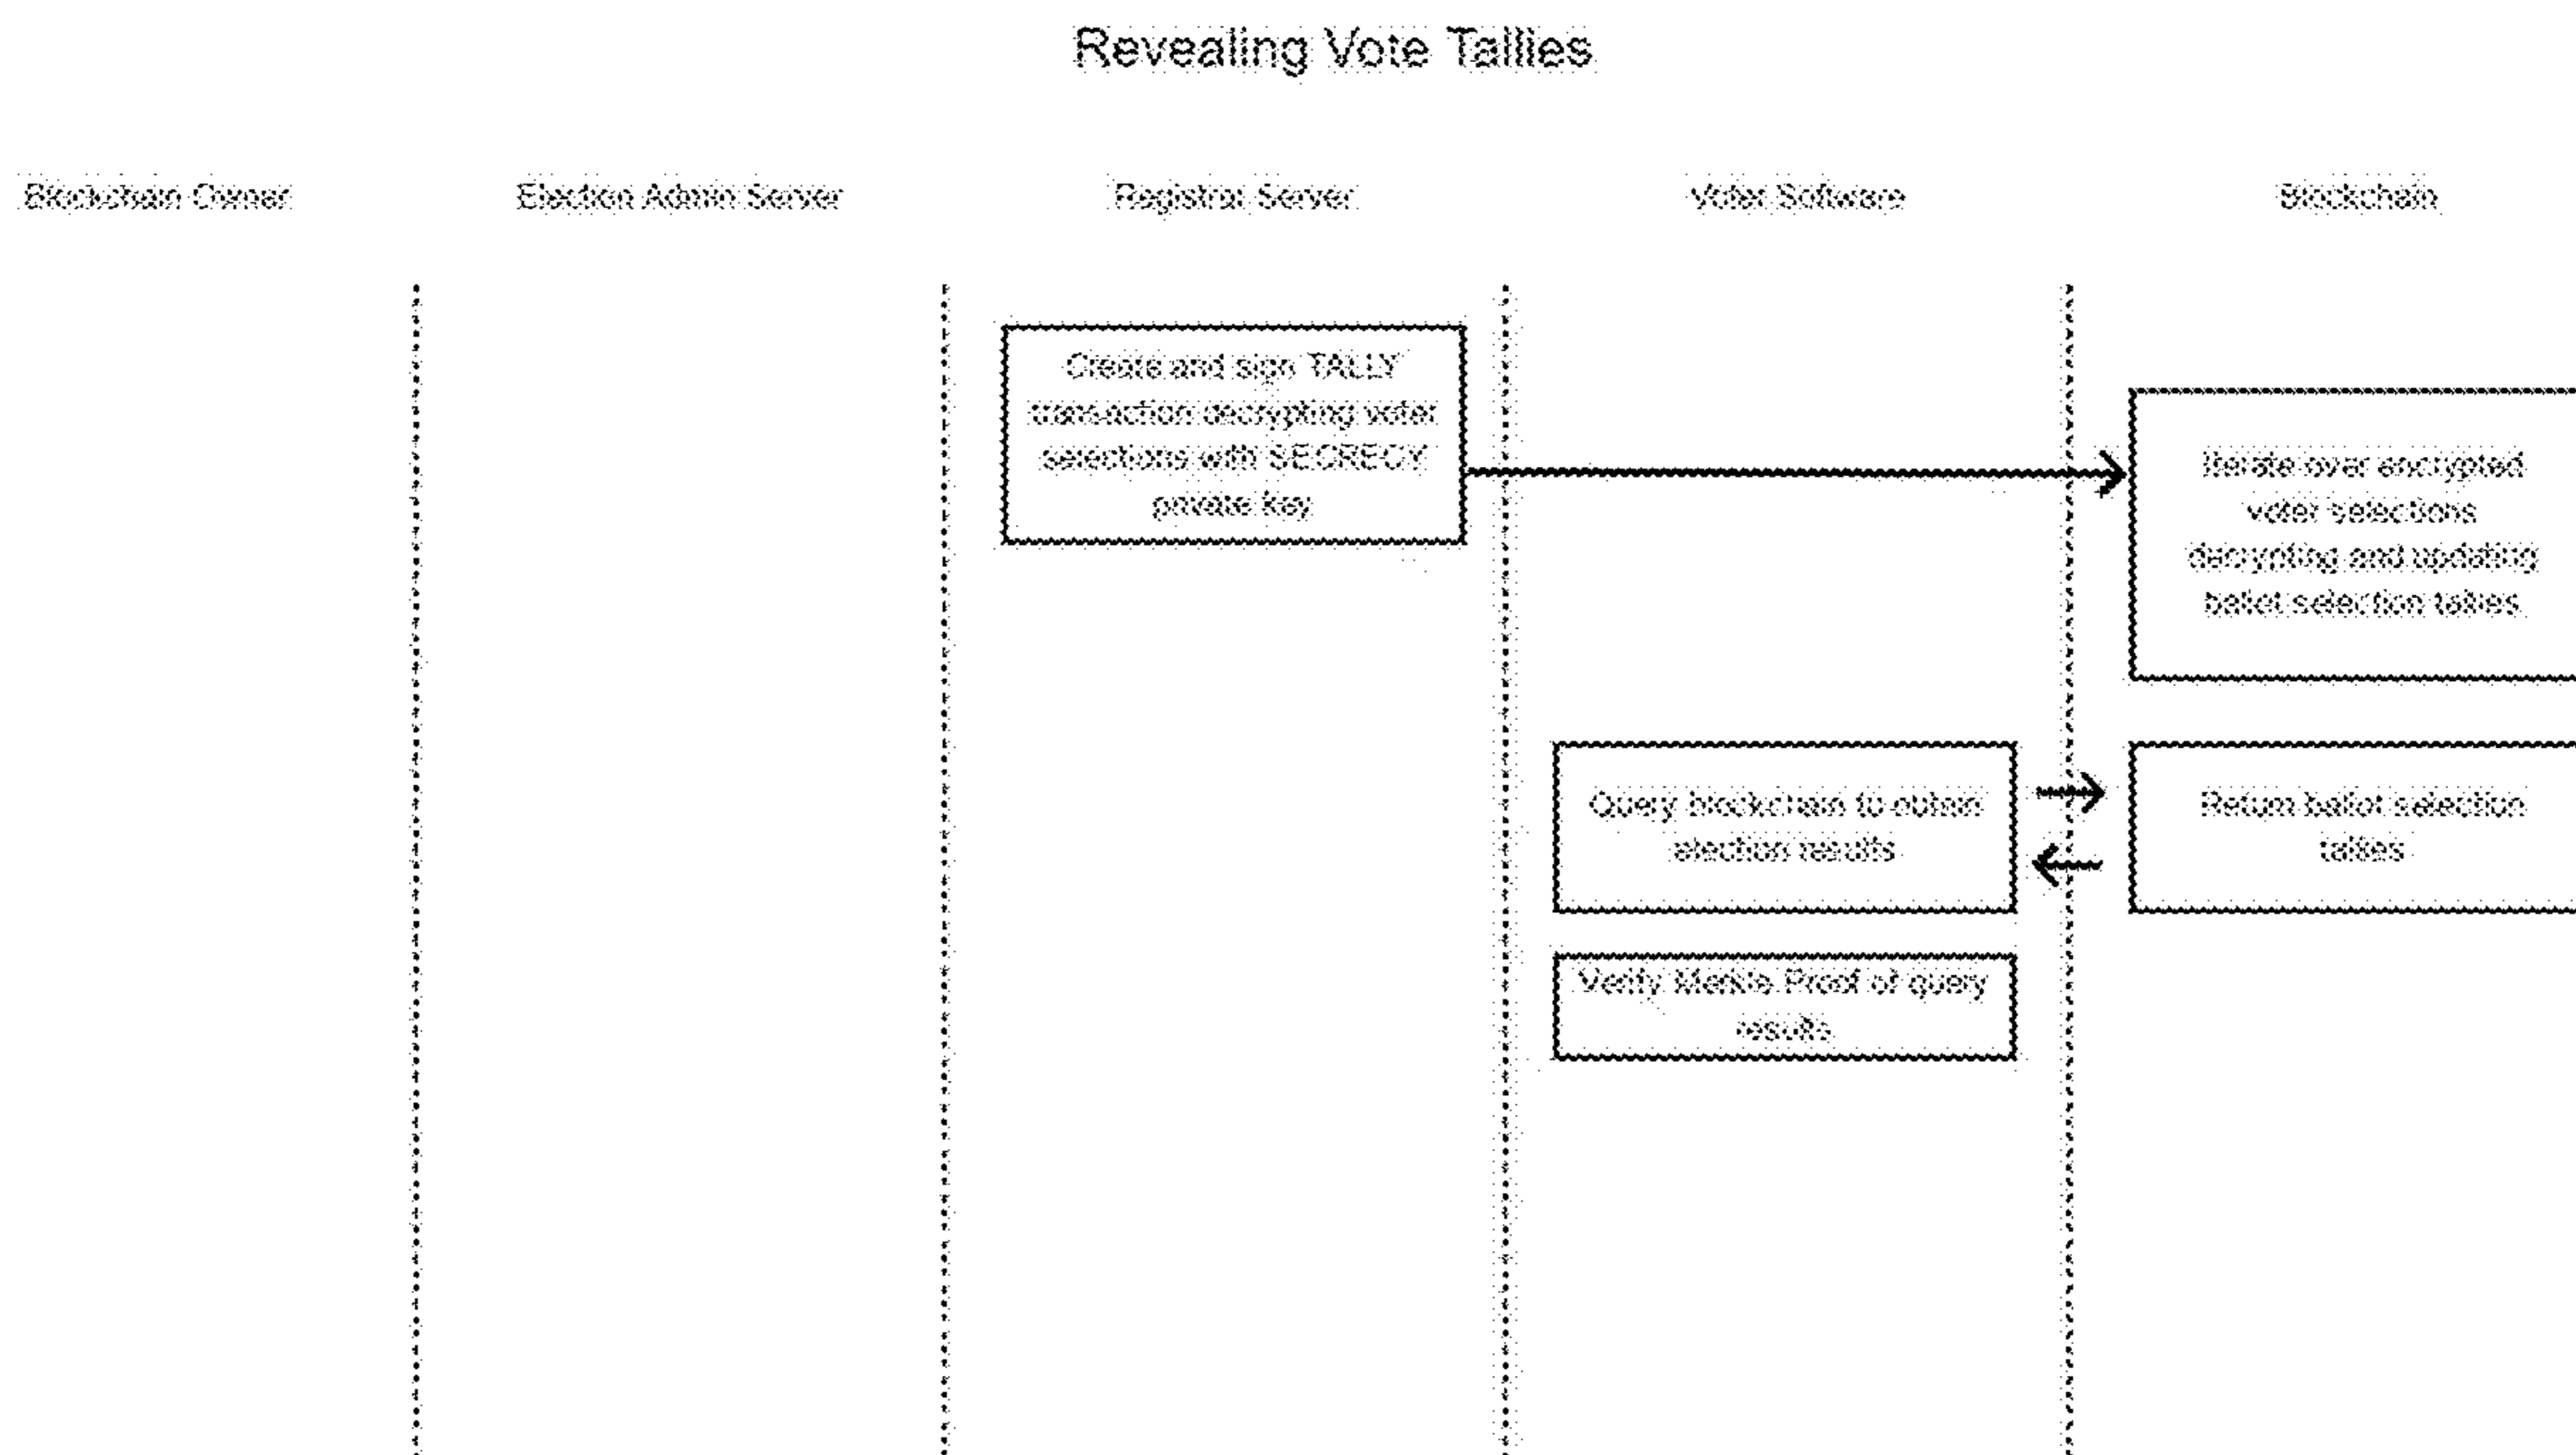 Revealing Vote Tallies
Blockchain Owner
Election Admin Server
Registrar Server
Voter Software
Blockchain
Create and sign TALLY
transaction decrypting voter
selections with SECRECY
private key
Iterate over encrypted
voter selections
decrypting and updating
ballot selection tallies
Query blockchain to obtain
election results
Return ballot selection
tallies
Verify Merkle Proof of query
results